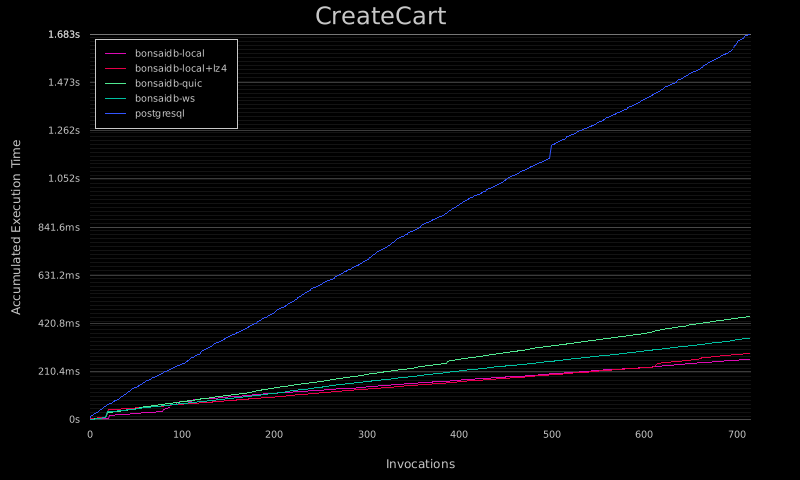 CreateCart
1.683s
1.473s
1.262s
1.052s
841.6ms
631.2ms
420.8ms
210.4ms
0s
bonsaidb-local
bonsaidb-local+lz4
bonsaidb-quic
bonsaidb-ws
postgresql
Accumulated Execution Time
0 100 200 300 400 500 600 700
Invocations